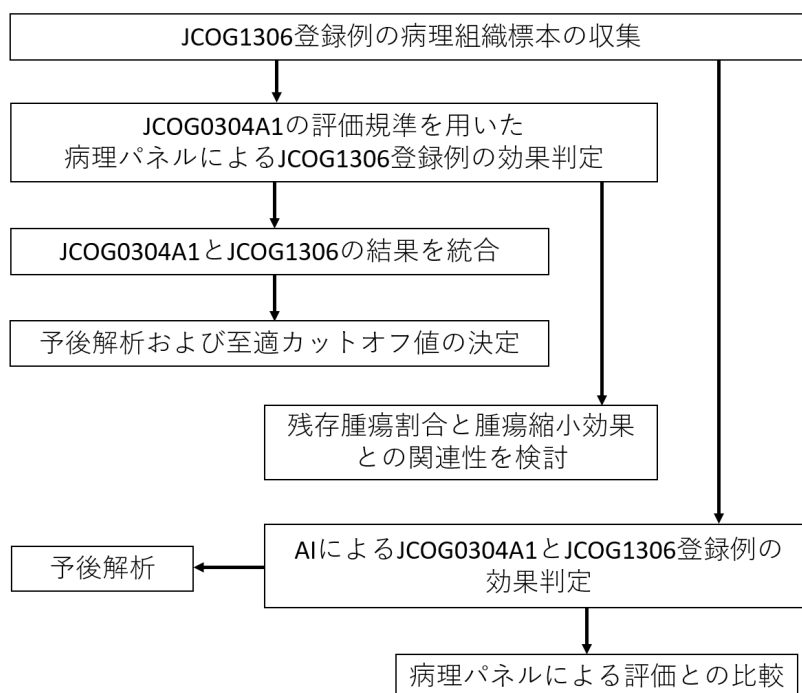 JCOG1306登録例の病理組織標本の収集
JCOG0304A1の評価規準を用いた
病理パネルによるJCOG1306登録例の効果判定
JCOG0304A1とJCOG1306の結果を統合
予後解析および至適カットオフ値の決定
残存腫瘍割合と腫瘍縮小効果
との関連性を検討
AIによるJCOG0304A1とJCOG1306登録例の
効果判定
予後解析
病理パネルによる評価との比較